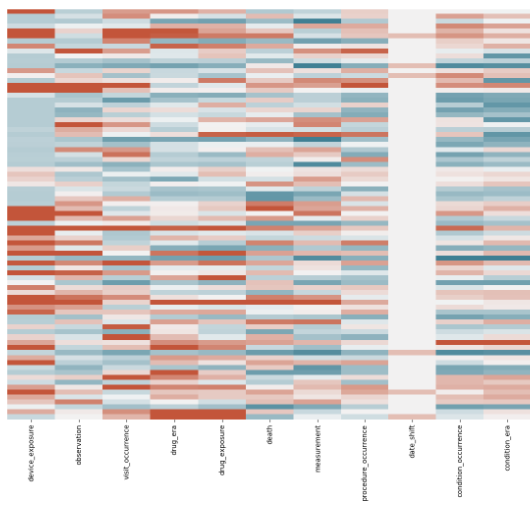 device_exposure
observation
visit_occurrence
drug_era
drug_exposure
death
measurement
procedure_occurrence
date_shift
condition_occurrence
condition_era